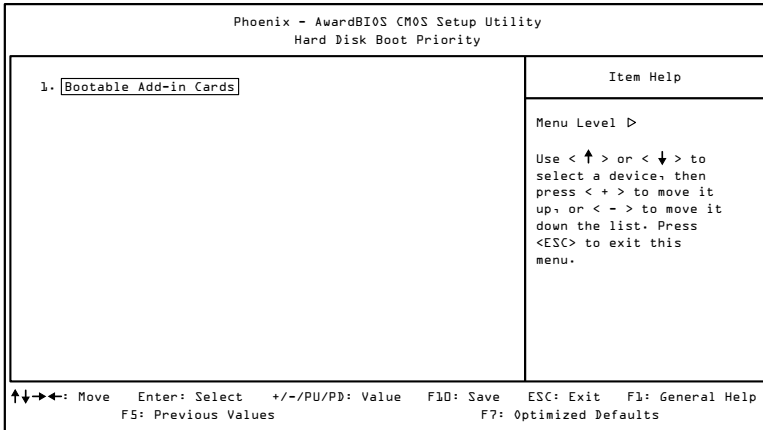 Phoenix - AwardBIOS CMOS Setup Utility
Hard Disk Boot Priority
1. Bootable Add-in Cards
Item Help
Menu Level ▷
Use < ↑ > or < ↓ > to
select a device, then
press < + > to move it
up, or < - > to move it
down the list. Press
<ESC> to exit this
menu.
↑↓→←: Move Enter: Select +/-/PU/PD: Value F10: Save ESC: Exit F1: General Help
F5: Previous Values F7: Optimized Defaults